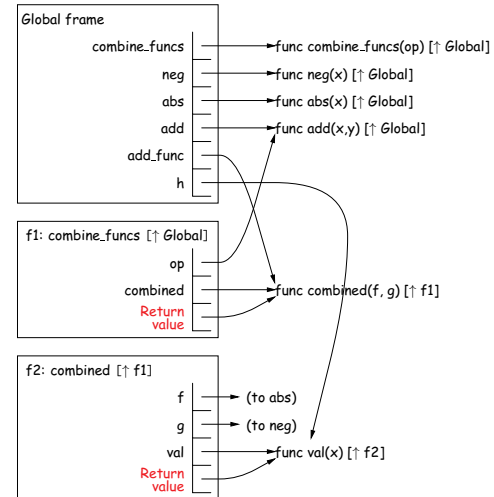 Global frame
combine_funcs func combine_funcs(op) [↑ Global]
neg func neg(x) [↑ Global]
abs func abs(x) [↑ Global]
add func add(x,y) [↑ Global]
add_func
h
f1: combine_funcs [↑ Global]
op
combined func combined(f, g) [↑ f1]
Return
value
f2: combined [↑ f1]
f (to abs)
g (to neg)
val func val(x) [↑ f2]
Return
value